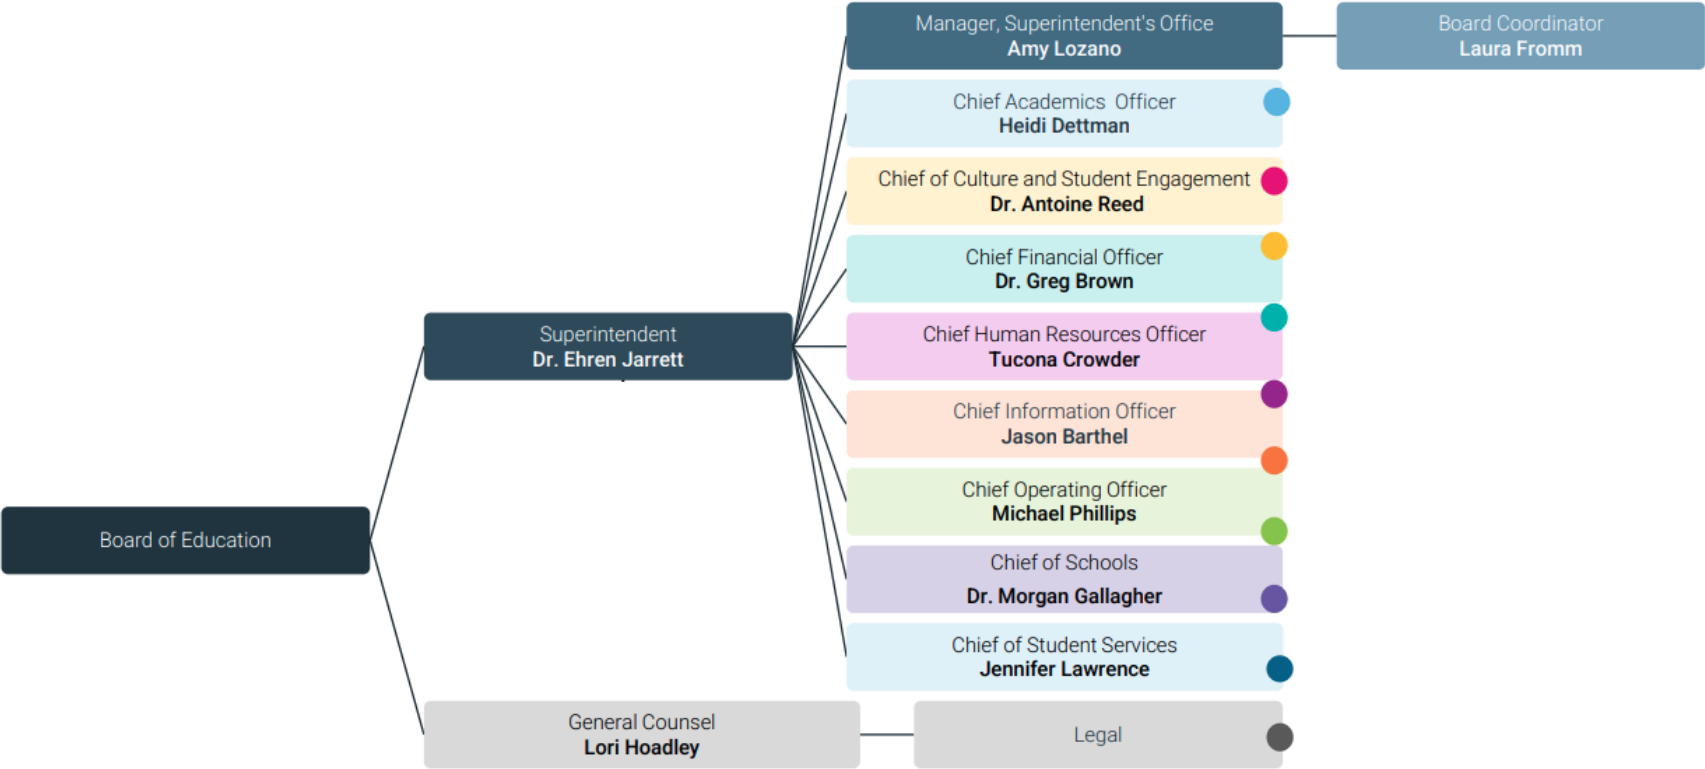 Manager, Superintendent's Office
Amy Lozano
Board Coordinator
Laura Fromm
Chief Academics Officer
Heidi Dettman
Chief of Culture and Student Engagement
Dr. Antoine Reed
Chief Financial Officer
Dr. Greg Brown
Superintendent
Dr. Ehren Jarrett
Chief Human Resources Officer
Tucona Crowder
Chief Information Officer
Jason Barthel
Chief Operating Officer
Michael Phillips
Board of Education
Chief of Schools
Dr. Morgan Gallagher
Chief of Student Services
Jennifer Lawrence
General Counsel
Lori Hoadley
Legal